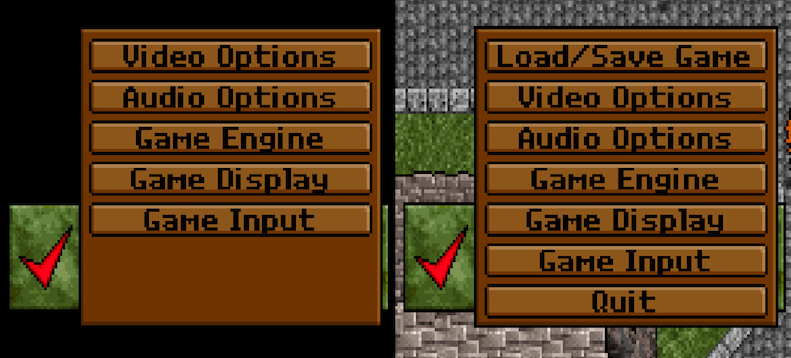 Video Options
Audio Options
Game Engine
Game Display
Game Input
Load/Save Game
Video Options
Audio Options
Game Engine
Game Display
Game Input
Quit